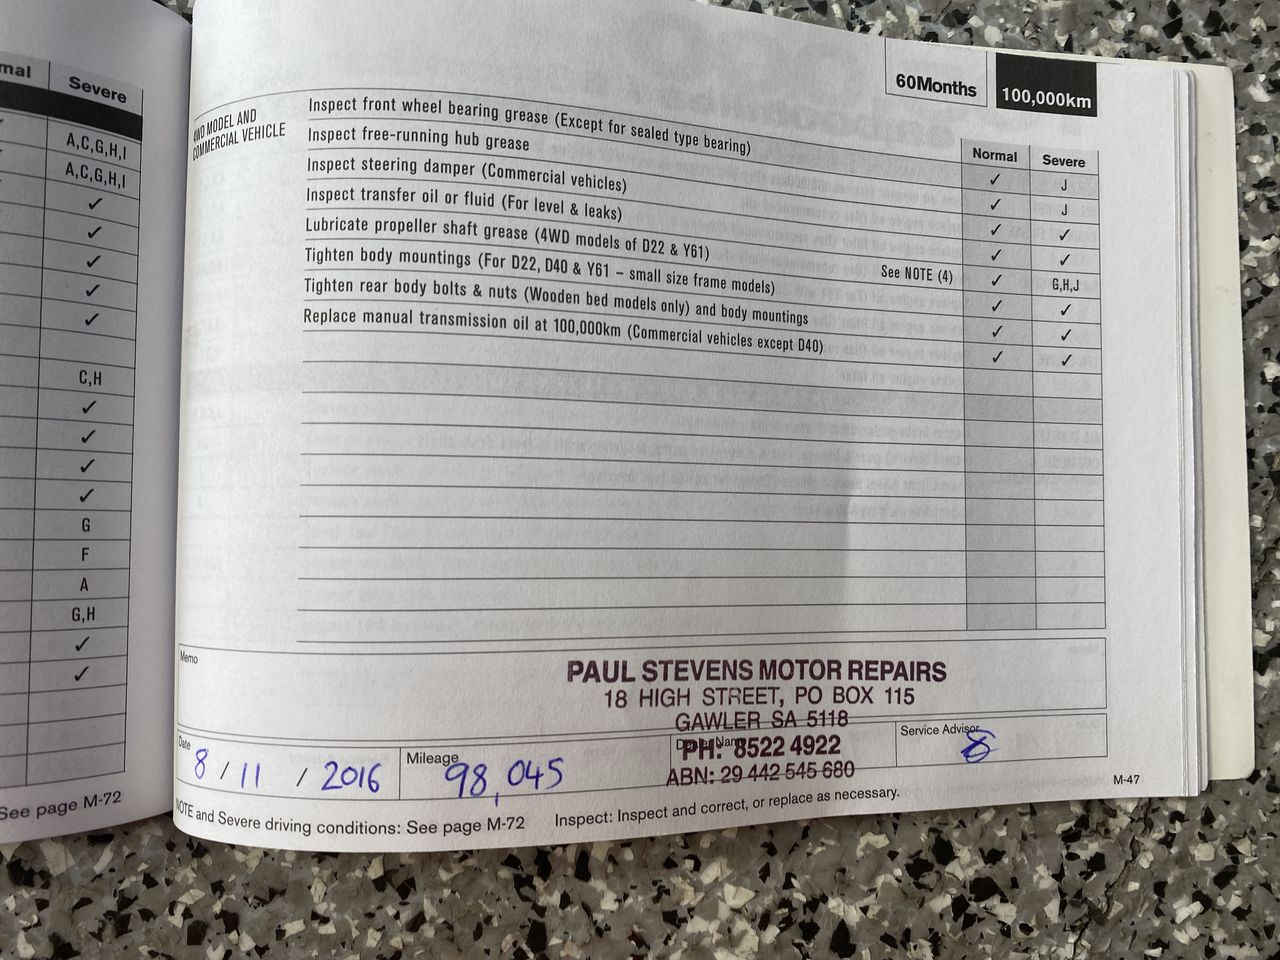 mal Severe
A,C,G,H,I
A,C,G,H,I
✓
✓
✓
✓
✓
C,H
✓
✓
✓
✓
G
F
A
G,H
✓
✓
See page M-72
60Months 100,000km
Normal Severe
4WD MODEL AND
COMMERCIAL VEHICLE
Inspect front wheel bearing grease (Except for sealed type bearing) ✓ J
Inspect free-running hub grease ✓ J
Inspect steering damper (Commercial vehicles) ✓ ✓
Inspect transfer oil or fluid (For level & leaks) ✓ ✓
Lubricate propeller shaft grease (4WD models of D22 & Y61) See NOTE (4) ✓ G,H,J
Tighten body mountings (For D22, D40 & Y61 – small size frame models) ✓ ✓
Tighten rear body bolts & nuts (Wooden bed models only) and body mountings ✓ ✓
Replace manual transmission oil at 100,000km (Commercial vehicles except D40) ✓ ✓
Memo
PAUL STEVENS MOTOR REPAIRS
18 HIGH STREET, PO BOX 115
GAWLER SA 5118
PH: 8522 4922
ABN: 29 442 545 680
Date 8 / 11 / 2016
Mileage 98,045
Service Advisor
NOTE and Severe driving conditions: See page M-72 Inspect: Inspect and correct, or replace as necessary.
M-47